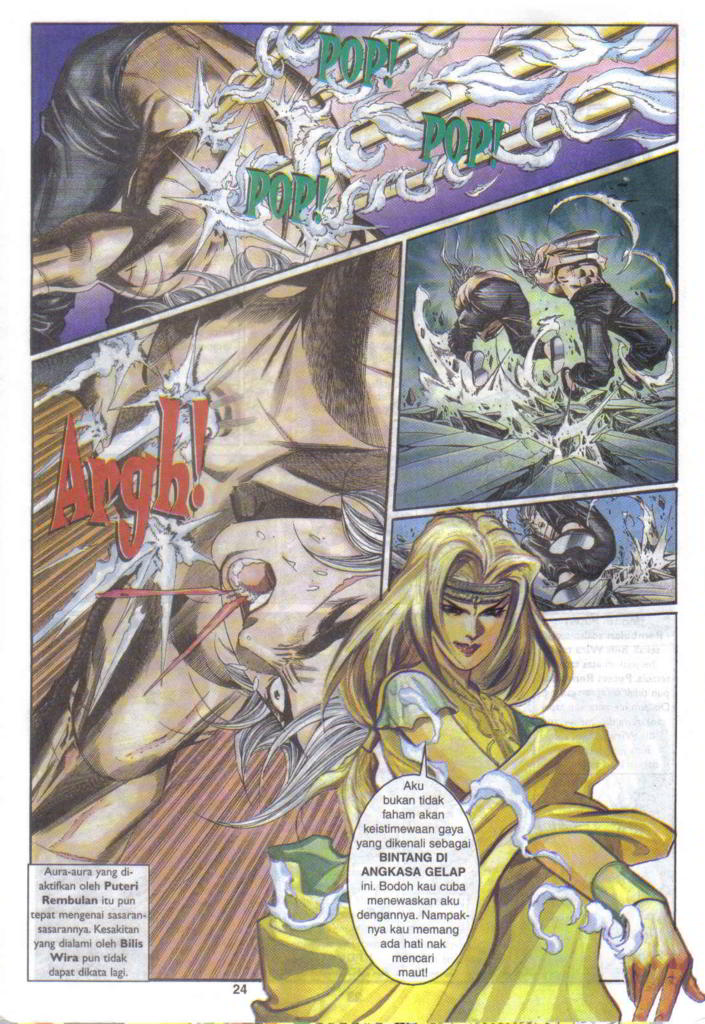 POP!
POP!
POP!
Argh!
Aku
bukan tidak
faham akan
keistimewaan gaya
yang dikenali sebagai
BINTANG DI
ANGKASA GELAP
ini. Bodoh kau cuba
menewaskan aku
dengannya. Nampak-
nya kau memang
ada hati nak
mencari
maut!
Aura-aura yang di-
aktifkan oleh Puteri
Rembulan itu pun
tepat mengenai sasaran-
sasarannya. Kesakitan
yang dialami oleh Bilis
Wira pun tidak
dapat dikata lagi.
24